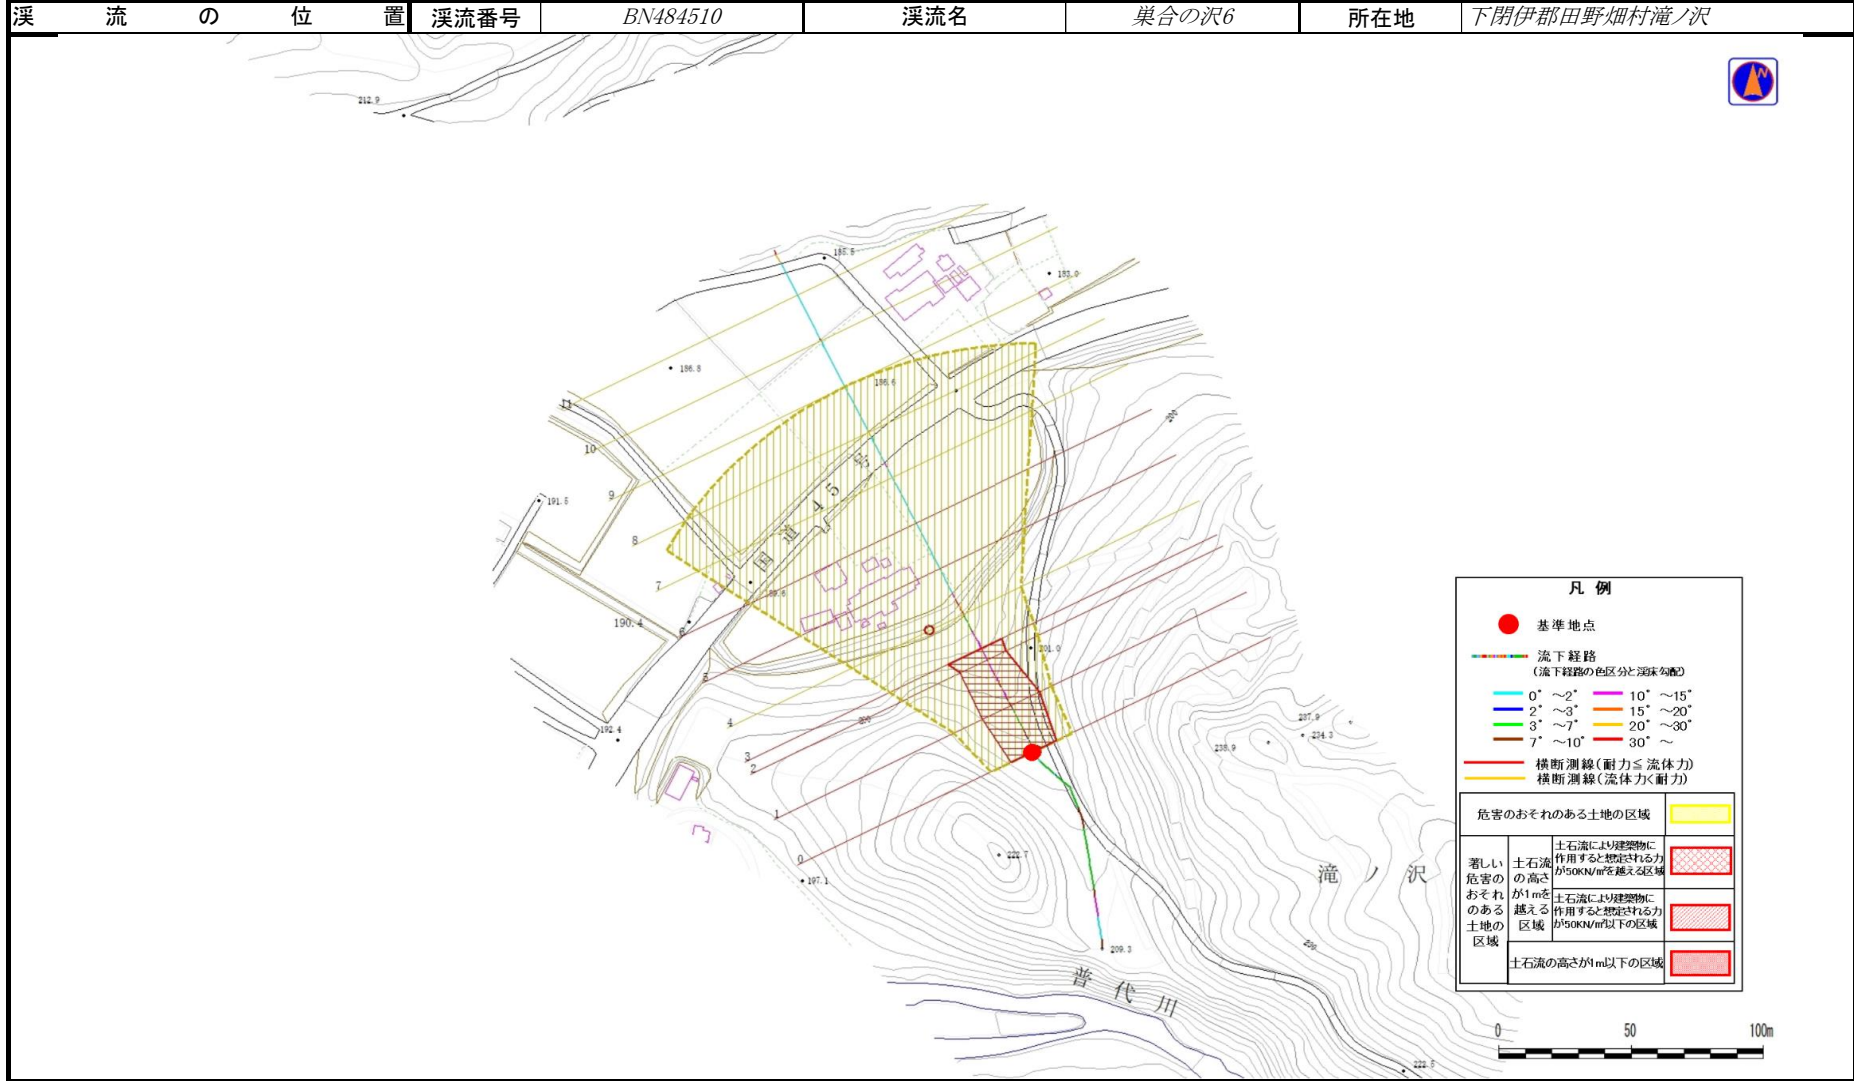 渓流の位置 渓流番号 BN484510 渓流名 巣合の沢6 所在地 下閉伊郡田野畑村滝ノ沢
N
212.9
185.5
183.0
186.8
186.6
11
10
9
8
7
6
5
4
3
2
1
0
191.5
国道45号
189.6
190.4
201.0
200
192.4
237.9
234.3
238.9
222.7
197.1
209.3
滝ノ沢
普代川
222.5
凡例
基準地点
流下経路
(流下経路の色区分と渓床勾配)
0°~2° 10°~15°
2°~3° 15°~20°
3°~7° 20°~30°
7°~10° 30°~
横断測線(耐力≦流体力)
横断測線(流体力<耐力)
危害のおそれのある土地の区域
著しい危害のおそれのある土地の区域
土石流の高さが1mを越える区域
土石流により建築物に
作用すると想定される力
が50KN/㎡を越える区域
土石流により建築物に
作用すると想定される力
が50KN/㎡以下の区域
土石流の高さが1m以下の区域
0 50 100m